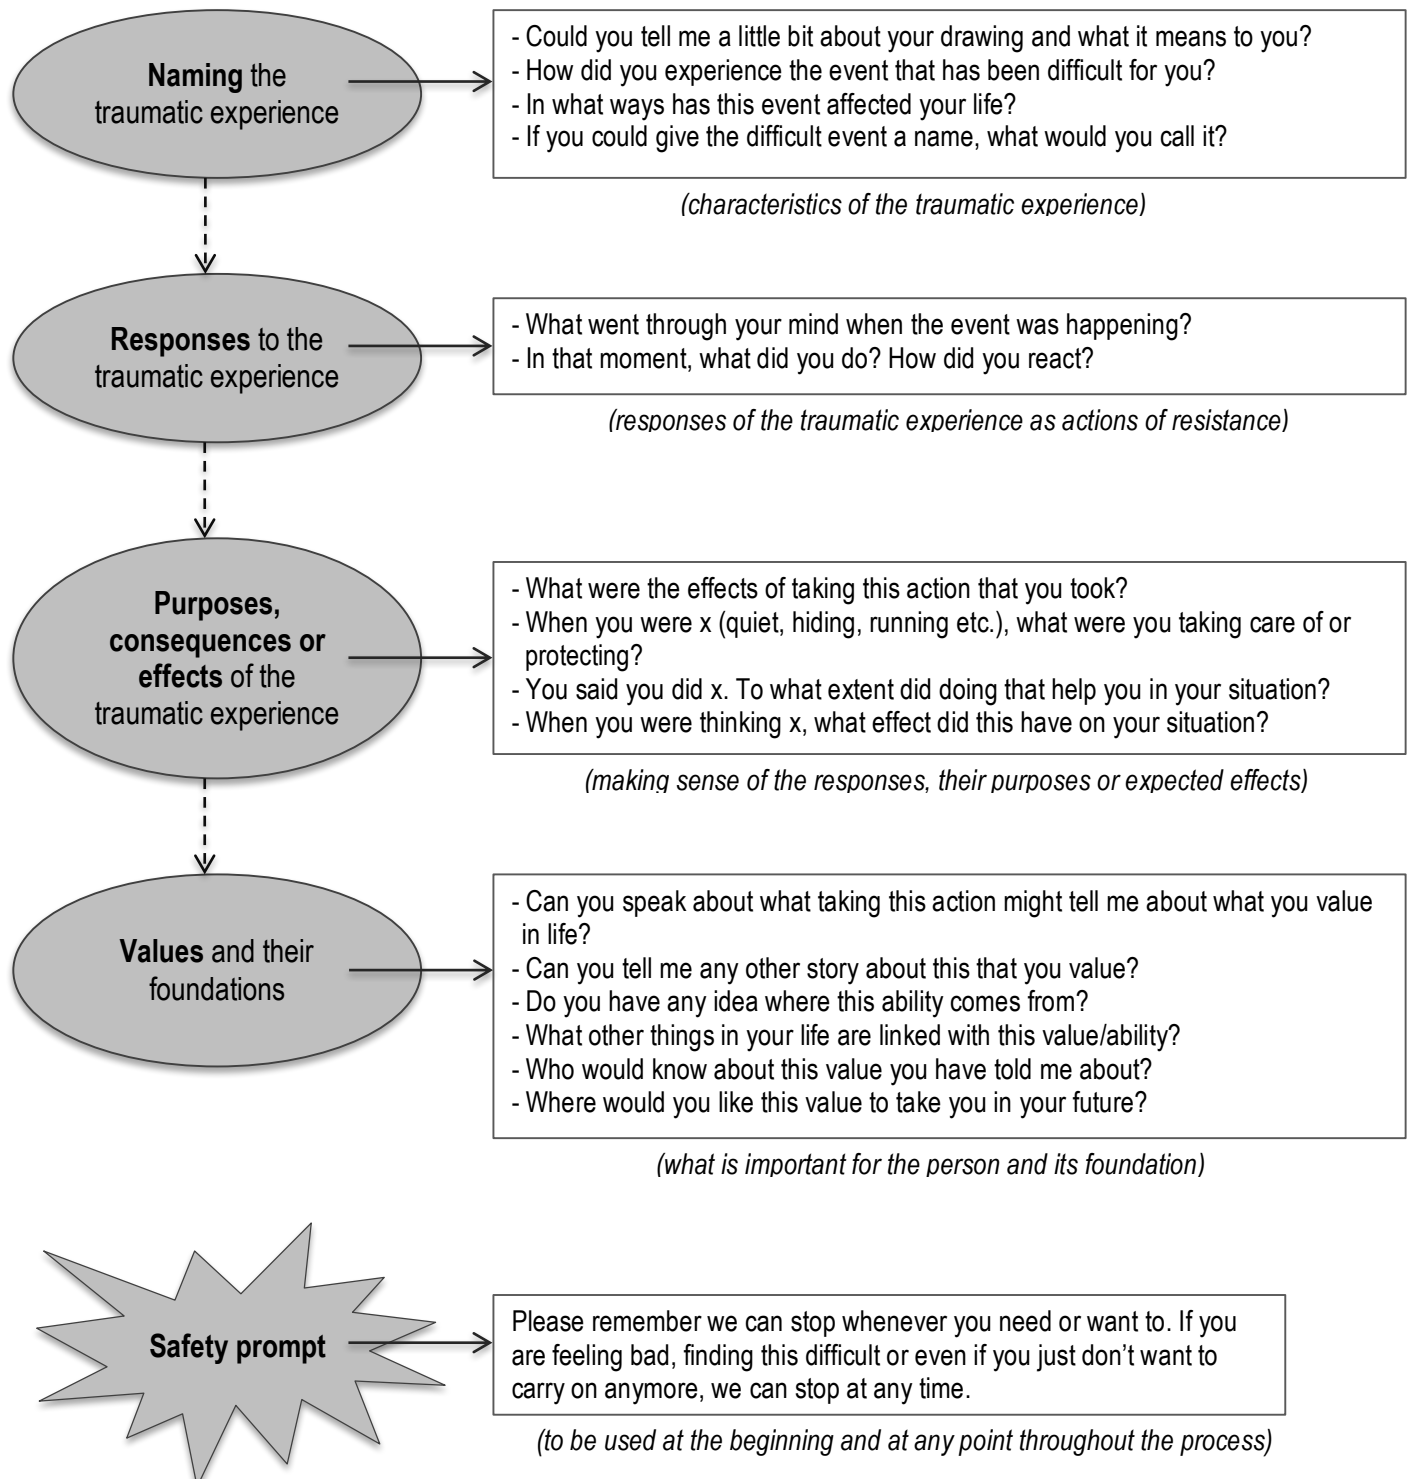 Naming the
traumatic experience
- Could you tell me a little bit about your drawing and what it means to you?
- How did you experience the event that has been difficult for you?
- In what ways has this event affected your life?
- If you could give the difficult event a name, what would you call it?
(characteristics of the traumatic experience)
Responses to the
traumatic experience
- What went through your mind when the event was happening?
- In that moment, what did you do? How did you react?
(responses of the traumatic experience as actions of resistance)
Purposes,
consequences or
effects of the
traumatic experience
- What were the effects of taking this action that you took?
- When you were x (quiet, hiding, running etc.), what were you taking care of or
protecting?
- You said you did x. To what extent did doing that help you in your situation?
- When you were thinking x, what effect did this have on your situation?
(making sense of the responses, their purposes or expected effects)
Values and their
foundations
- Can you speak about what taking this action might tell me about what you value
in life?
- Can you tell me any other story about this that you value?
- Do you have any idea where this ability comes from?
- What other things in your life are linked with this value/ability?
- Who would know about this value you have told me about?
- Where would you like this value to take you in your future?
(what is important for the person and its foundation)
Safety prompt
Please remember we can stop whenever you need or want to. If you
are feeling bad, finding this difficult or even if you just don’t want to
carry on anymore, we can stop at any time.
(to be used at the beginning and at any point throughout the process)